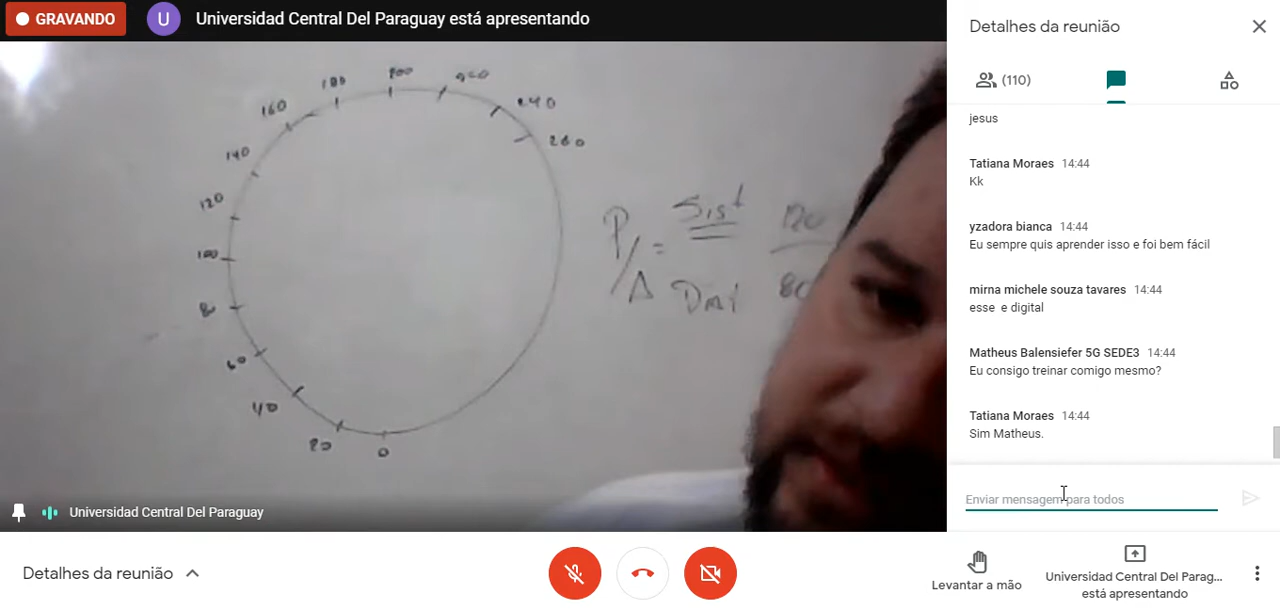 GRAVANDO
U
Universidad Central Del Paraguay está apresentando
Detalhes da reunião
(110)
jesus
Tatiana Moraes 14:44
Kk
yzadora bianca 14:44
Eu sempre quis aprender isso e foi bem fácil
mirna michele souza tavares 14:44
esse e digital
Matheus Balensiefer 5G SEDE3 14:44
Eu consigo treinar comigo mesmo?
Tatiana Moraes 14:44
Sim Matheus.
Enviar mensagem para todos
0
20
40
60
80
100
120
140
160
180
200
220
240
260
P/A = Sist 120
80
Universidad Central Del Paraguay
Detalhes da reunião
Levantar a mão
Universidad Central Del Parag...
está apresentando